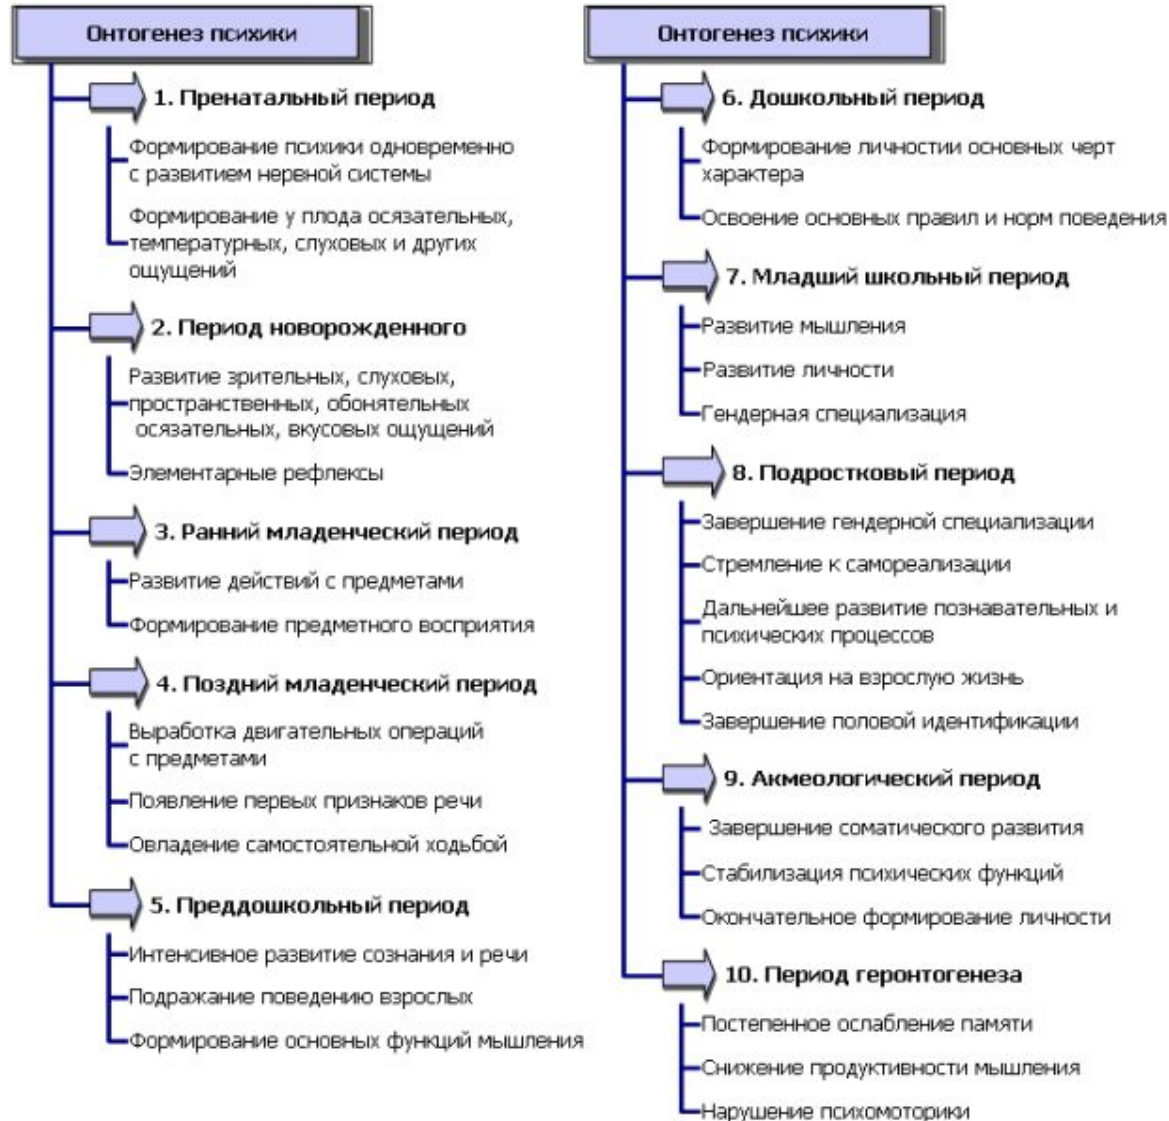 Онтогенез психики
1. Пренатальный период
Формирование психики одновременно
с развитием нервной системы
Формирование у плода осязательных,
температурных, слуховых и других
ощущений
2. Период новорожденного
Развитие зрительных, слуховых,
пространственных, обонятельных
осязательных, вкусовых ощущений
Элементарные рефлексы
3. Ранний младенческий период
Развитие действий с предметами
Формирование предметного восприятия
4. Поздний младенческий период
Выработка двигательных операций
с предметами
Появление первых признаков речи
Овладение самостоятельной ходьбой
5. Преддошкольный период
Интенсивное развитие сознания и речи
Подражание поведению взрослых
Формирование основных функций мышления
Онтогенез психики
6. Дошкольный период
Формирование личностии основных черт
характера
Освоение основных правил и норм поведения
7. Младший школьный период
Развитие мышления
Развитие личности
Гендерная специализация
8. Подростковый период
Завершение гендерной специализации
Стремление к самореализации
Дальнейшее развитие познавательных и
психических процессов
Ориентация на взрослую жизнь
Завершение половой идентификации
9. Акмеологический период
Завершение соматического развития
Стабилизация психических функций
Окончательное формирование личности
10. Период геронтогенеза
Постепенное ослабление памяти
Снижение продуктивности мышления
Нарушение психомоторики